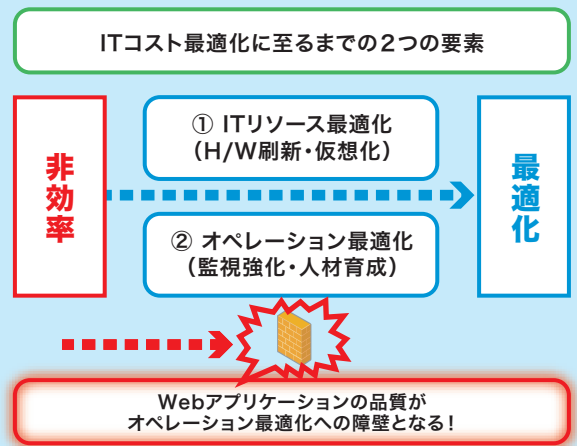 ITコスト最適化に至るまでの2つの要素
① ITリソース最適化
（H/W刷新・仮想化）
非効率
最適化
② オペレーション最適化
（監視強化・人材育成）
Webアプリケーションの品質が
オペレーション最適化への障壁となる！